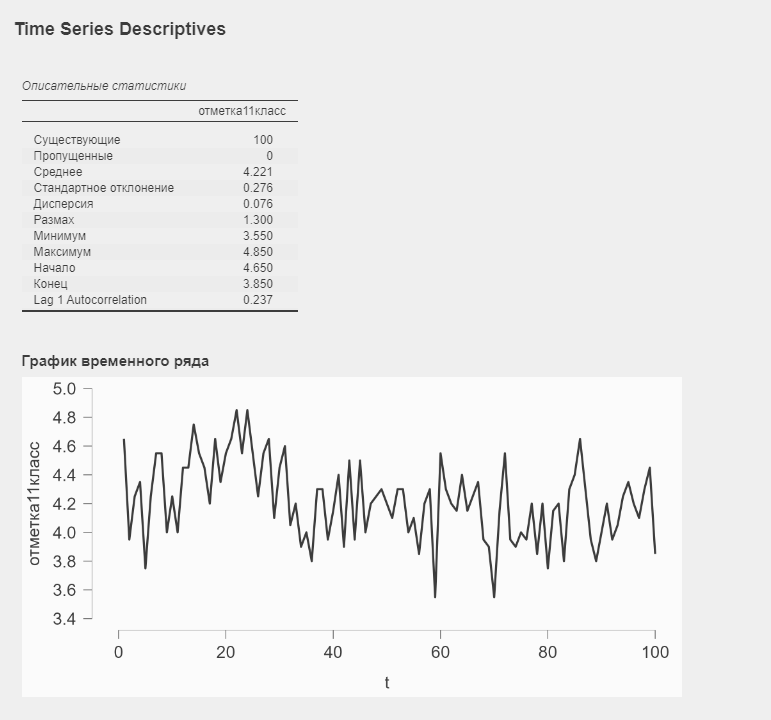 Time Series Descriptives
Описательные статистики
отметка11класс
Существующие 100
Пропущенные 0
Среднее 4.221
Стандартное отклонение 0.276
Дисперсия 0.076
Размах 1.300
Минимум 3.550
Максимум 4.850
Начало 4.650
Конец 3.850
Lag 1 Autocorrelation 0.237
График временного ряда
отметка11класс
5.0
4.8
4.6
4.4
4.2
4.0
3.8
3.6
3.4
0 20 40 60 80 100
t